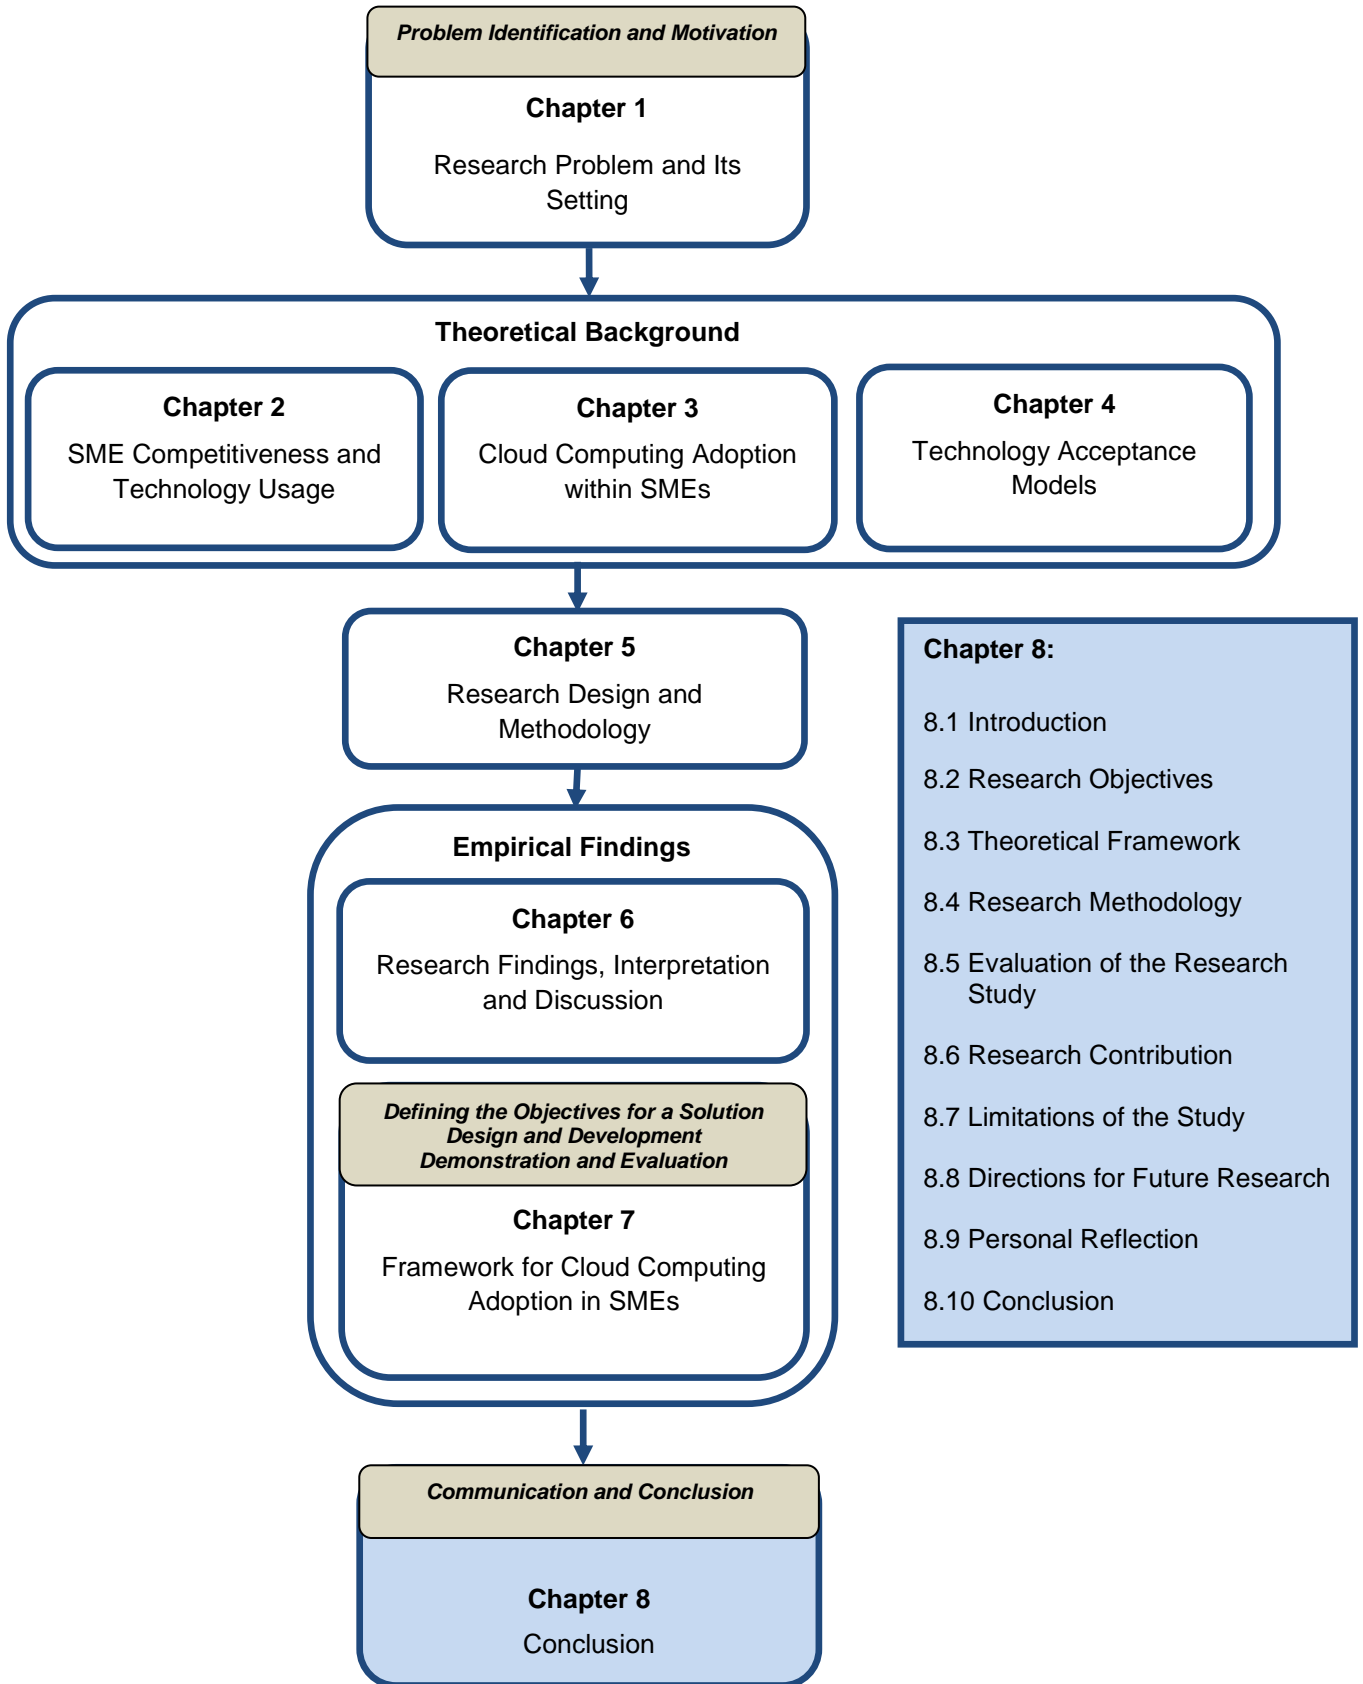 Problem Identification and Motivation
Chapter 1
Research Problem and Its
Setting
Theoretical Background
Chapter 2
SME Competitiveness and
Technology Usage
Chapter 3
Cloud Computing Adoption
within SMEs
Chapter 4
Technology Acceptance
Models
Chapter 5
Research Design and
Methodology
Empirical Findings
Chapter 6
Research Findings, Interpretation
and Discussion
Defining the Objectives for a Solution
Design and Development
Demonstration and Evaluation
Chapter 7
Framework for Cloud Computing
Adoption in SMEs
Communication and Conclusion
Chapter 8
Conclusion
Chapter 8:
8.1 Introduction
8.2 Research Objectives
8.3 Theoretical Framework
8.4 Research Methodology
8.5 Evaluation of the Research
Study
8.6 Research Contribution
8.7 Limitations of the Study
8.8 Directions for Future Research
8.9 Personal Reflection
8.10 Conclusion